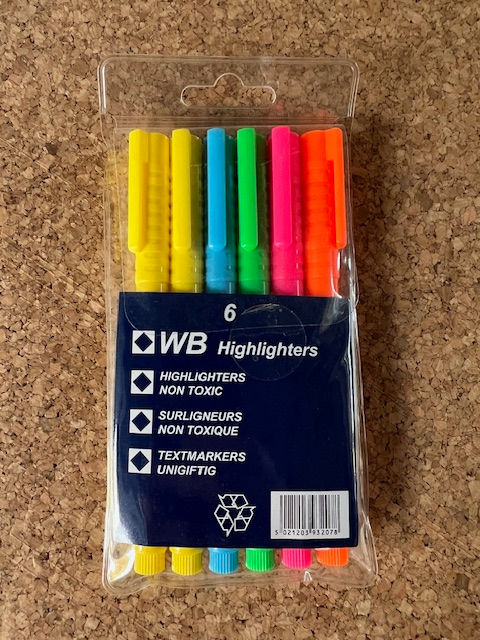 6
WB Highlighters
HIGHLIGHTERS
NON TOXIC
SURLIGNEURS
NON TOXIQUE
TEXTMARKERS
UNIGIFTIG
5 021203 932078